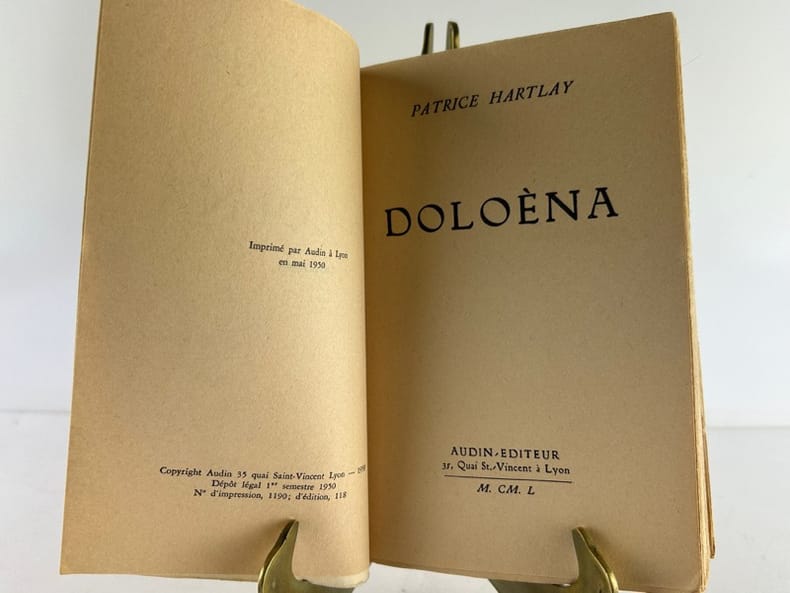 Imprimé par Audin à Lyon
en mai 1950
Copyright Audin 35 quai Saint-Vincent Lyon — 1950
Dépôt légal 1er semestre 1950
N° d'impression, 1190; d'édition, 118
PATRICE HARTLAY
DOLOÈNA
AUDIN-EDITEUR
35, Quai St.-Vincent à Lyon
M. CM. L